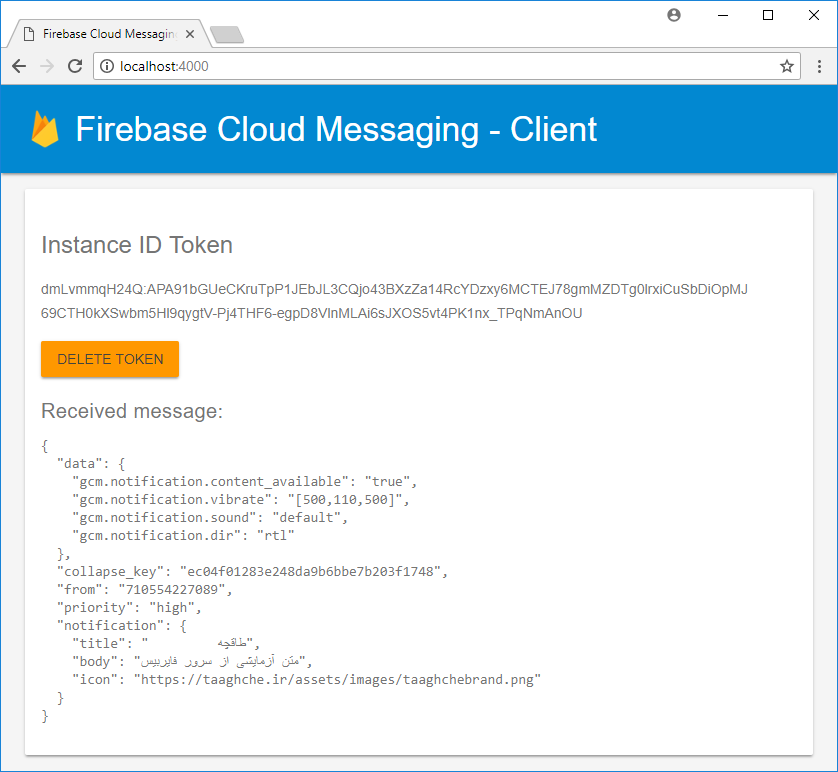 Firebase Cloud Messaging
localhost:4000
Firebase Cloud Messaging - Client
Instance ID Token
dmLvmmqH24Q:APA91bGUeCKruTpP1JEbJL3CQjo43BXzZa14RcYDzxy6MCTEJ78gmMZDTg0lrxiCuSbDiOpMJ
69CTH0kXSwbm5Hl9qygtV-Pj4THF6-egpD8VlnMLAi6sJXOS5vt4PK1nx_TPqNmAnOU
DELETE TOKEN
Received message:
{
"data": {
"gcm.notification.content_available": "true",
"gcm.notification.vibrate": "[500,110,500]",
"gcm.notification.sound": "default",
"gcm.notification.dir": "rtl"
},
"collapse_key": "ec04f01283e248da9b6bbe7b203f1748",
"from": "710554227089",
"priority": "high",
"notification": {
"title": "طاقچه",
"body": "متن آزمایشی از سرور فایربیس",
"icon": "https://taaghche.ir/assets/images/taaghchebrand.png"
}
}